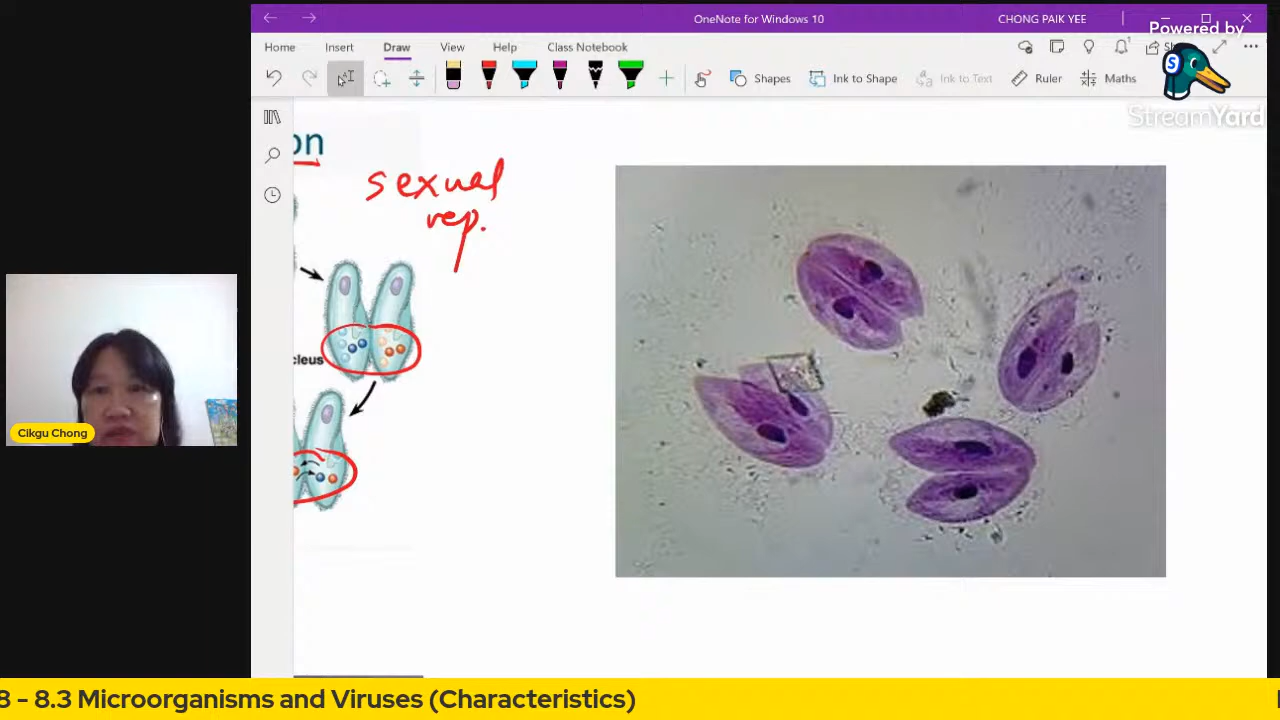 OneNote for Windows 10
CHONG PAIK YEE
Powered by
Home Insert Draw View Help Class Notebook
Shapes Ink to Shape Ink to Text Ruler Maths
StreamYard
on
sexual
rep.
cleus
Cikgu Chong
8 - 8.3 Microorganisms and Viruses (Characteristics)